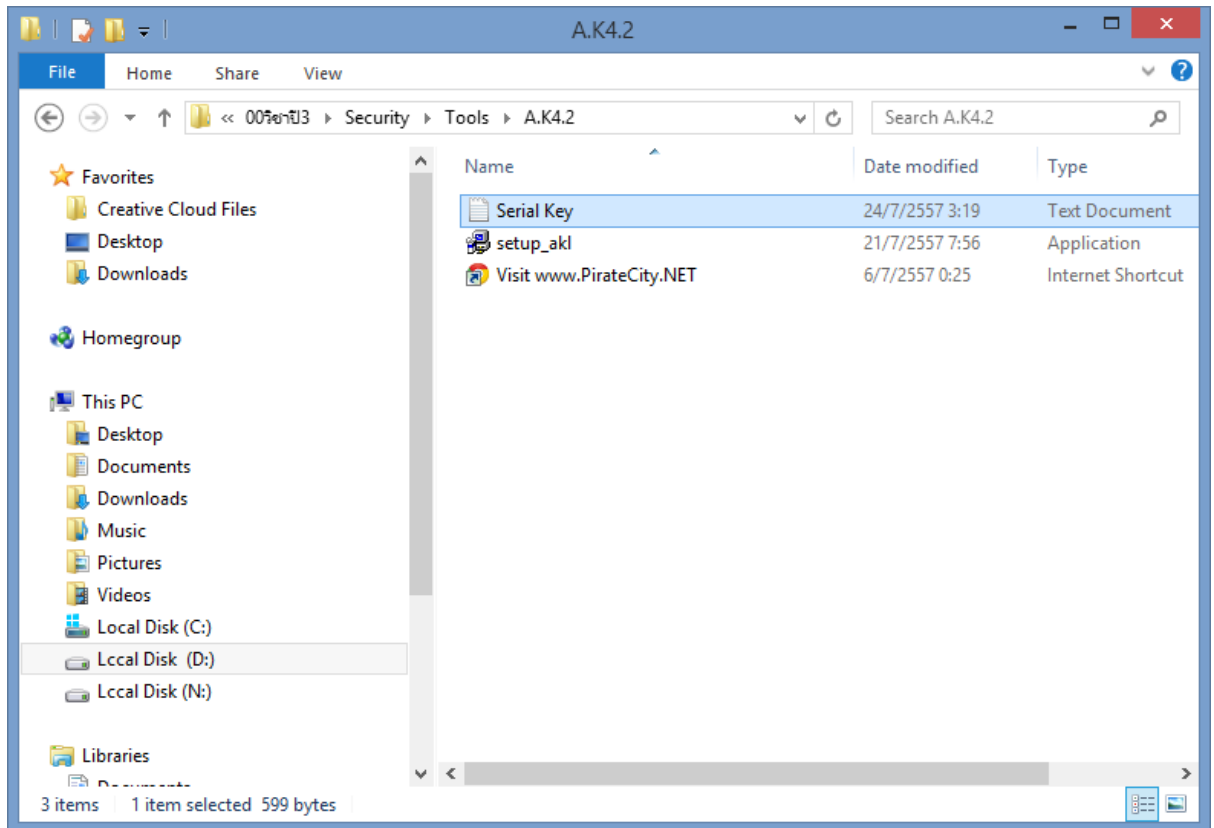 A.K4.2
File Home Share View
« 00วิชาปี3 Security Tools A.K4.2 Search A.K4.2
Favorites
Creative Cloud Files
Desktop
Downloads
Homegroup
This PC
Desktop
Documents
Downloads
Music
Pictures
Videos
Local Disk (C:)
Lccal Disk (D:)
Lccal Disk (N:)
Libraries
Documents
Name Date modified Type
Serial Key 24/7/2557 3:19 Text Document
setup_akl 21/7/2557 7:56 Application
Visit www.PirateCity.NET 6/7/2557 0:25 Internet Shortcut
3 items 1 item selected 599 bytes